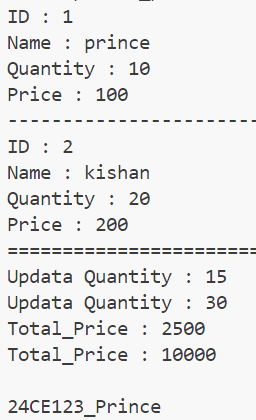 ID : 1
Name : prince
Quantity : 10
Price : 100
-----------------------
ID : 2
Name : kishan
Quantity : 20
Price : 200
=======================
Updata Quantity : 15
Updata Quantity : 30
Total_Price : 2500
Total_Price : 10000
24CE123_Prince